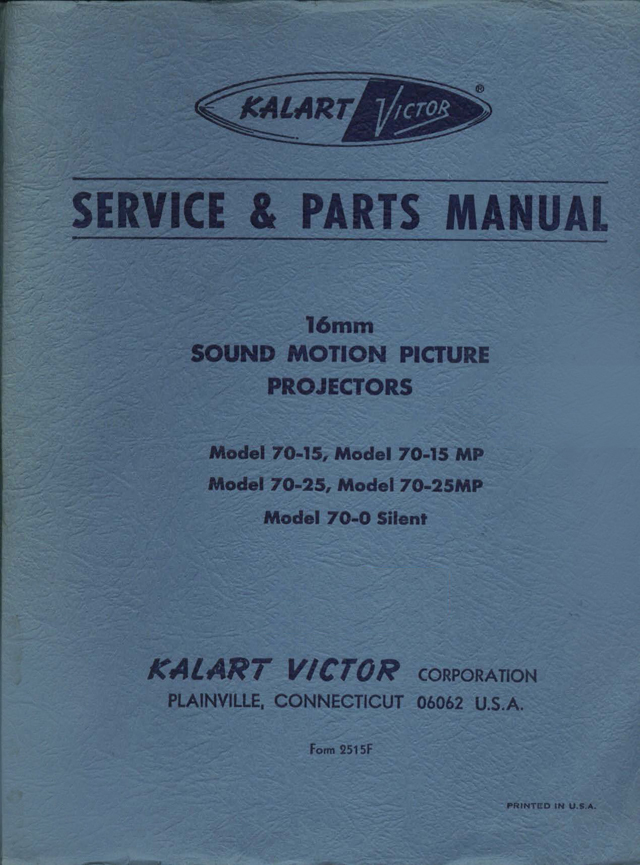 KALART VICTOR ®
SERVICE & PARTS MANUAL
16mm
SOUND MOTION PICTURE
PROJECTORS
Model 70-15, Model 70-15 MP
Model 70-25, Model 70-25MP
Model 70-0 Silent
KALART VICTOR CORPORATION
PLAINVILLE, CONNECTICUT 06062 U.S.A.
Form 2515F
PRINTED IN U.S.A.